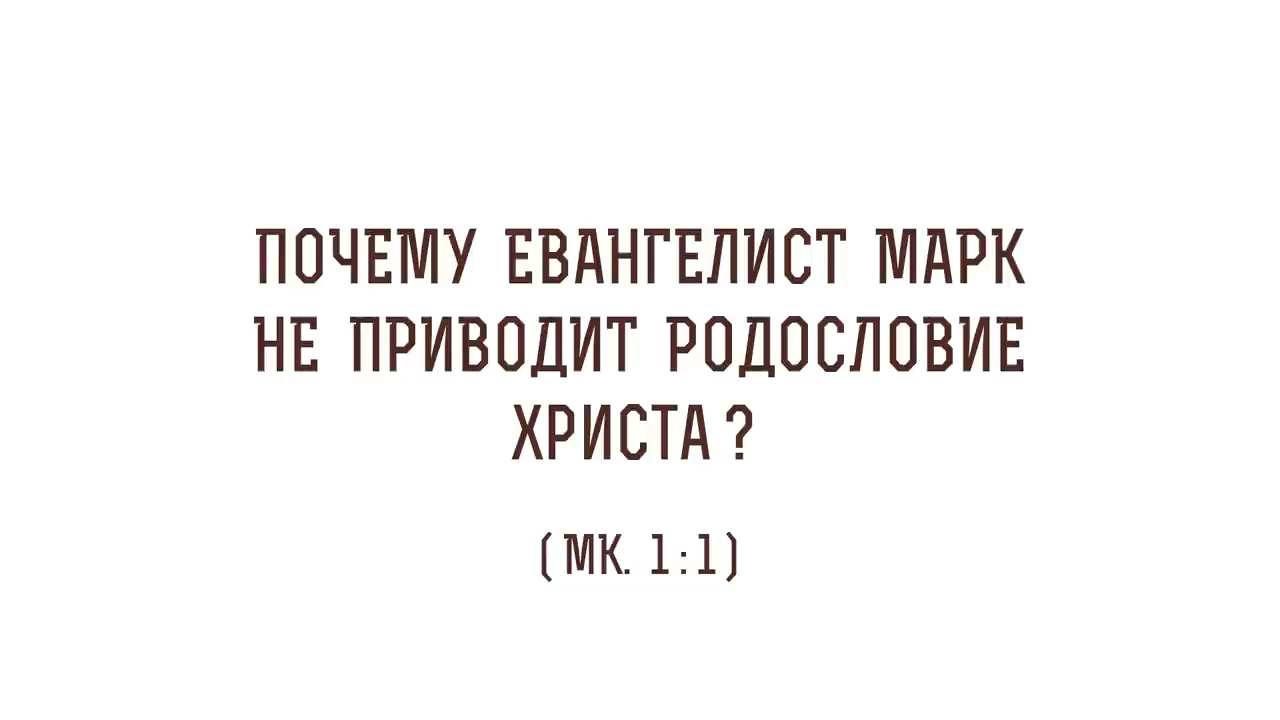 ПОЧЕМУ ЕВАНГЕЛИСТ МАРК
НЕ ПРИВОДИТ РОДОСЛОВИЕ
ХРИСТА?
(МК. 1:1)